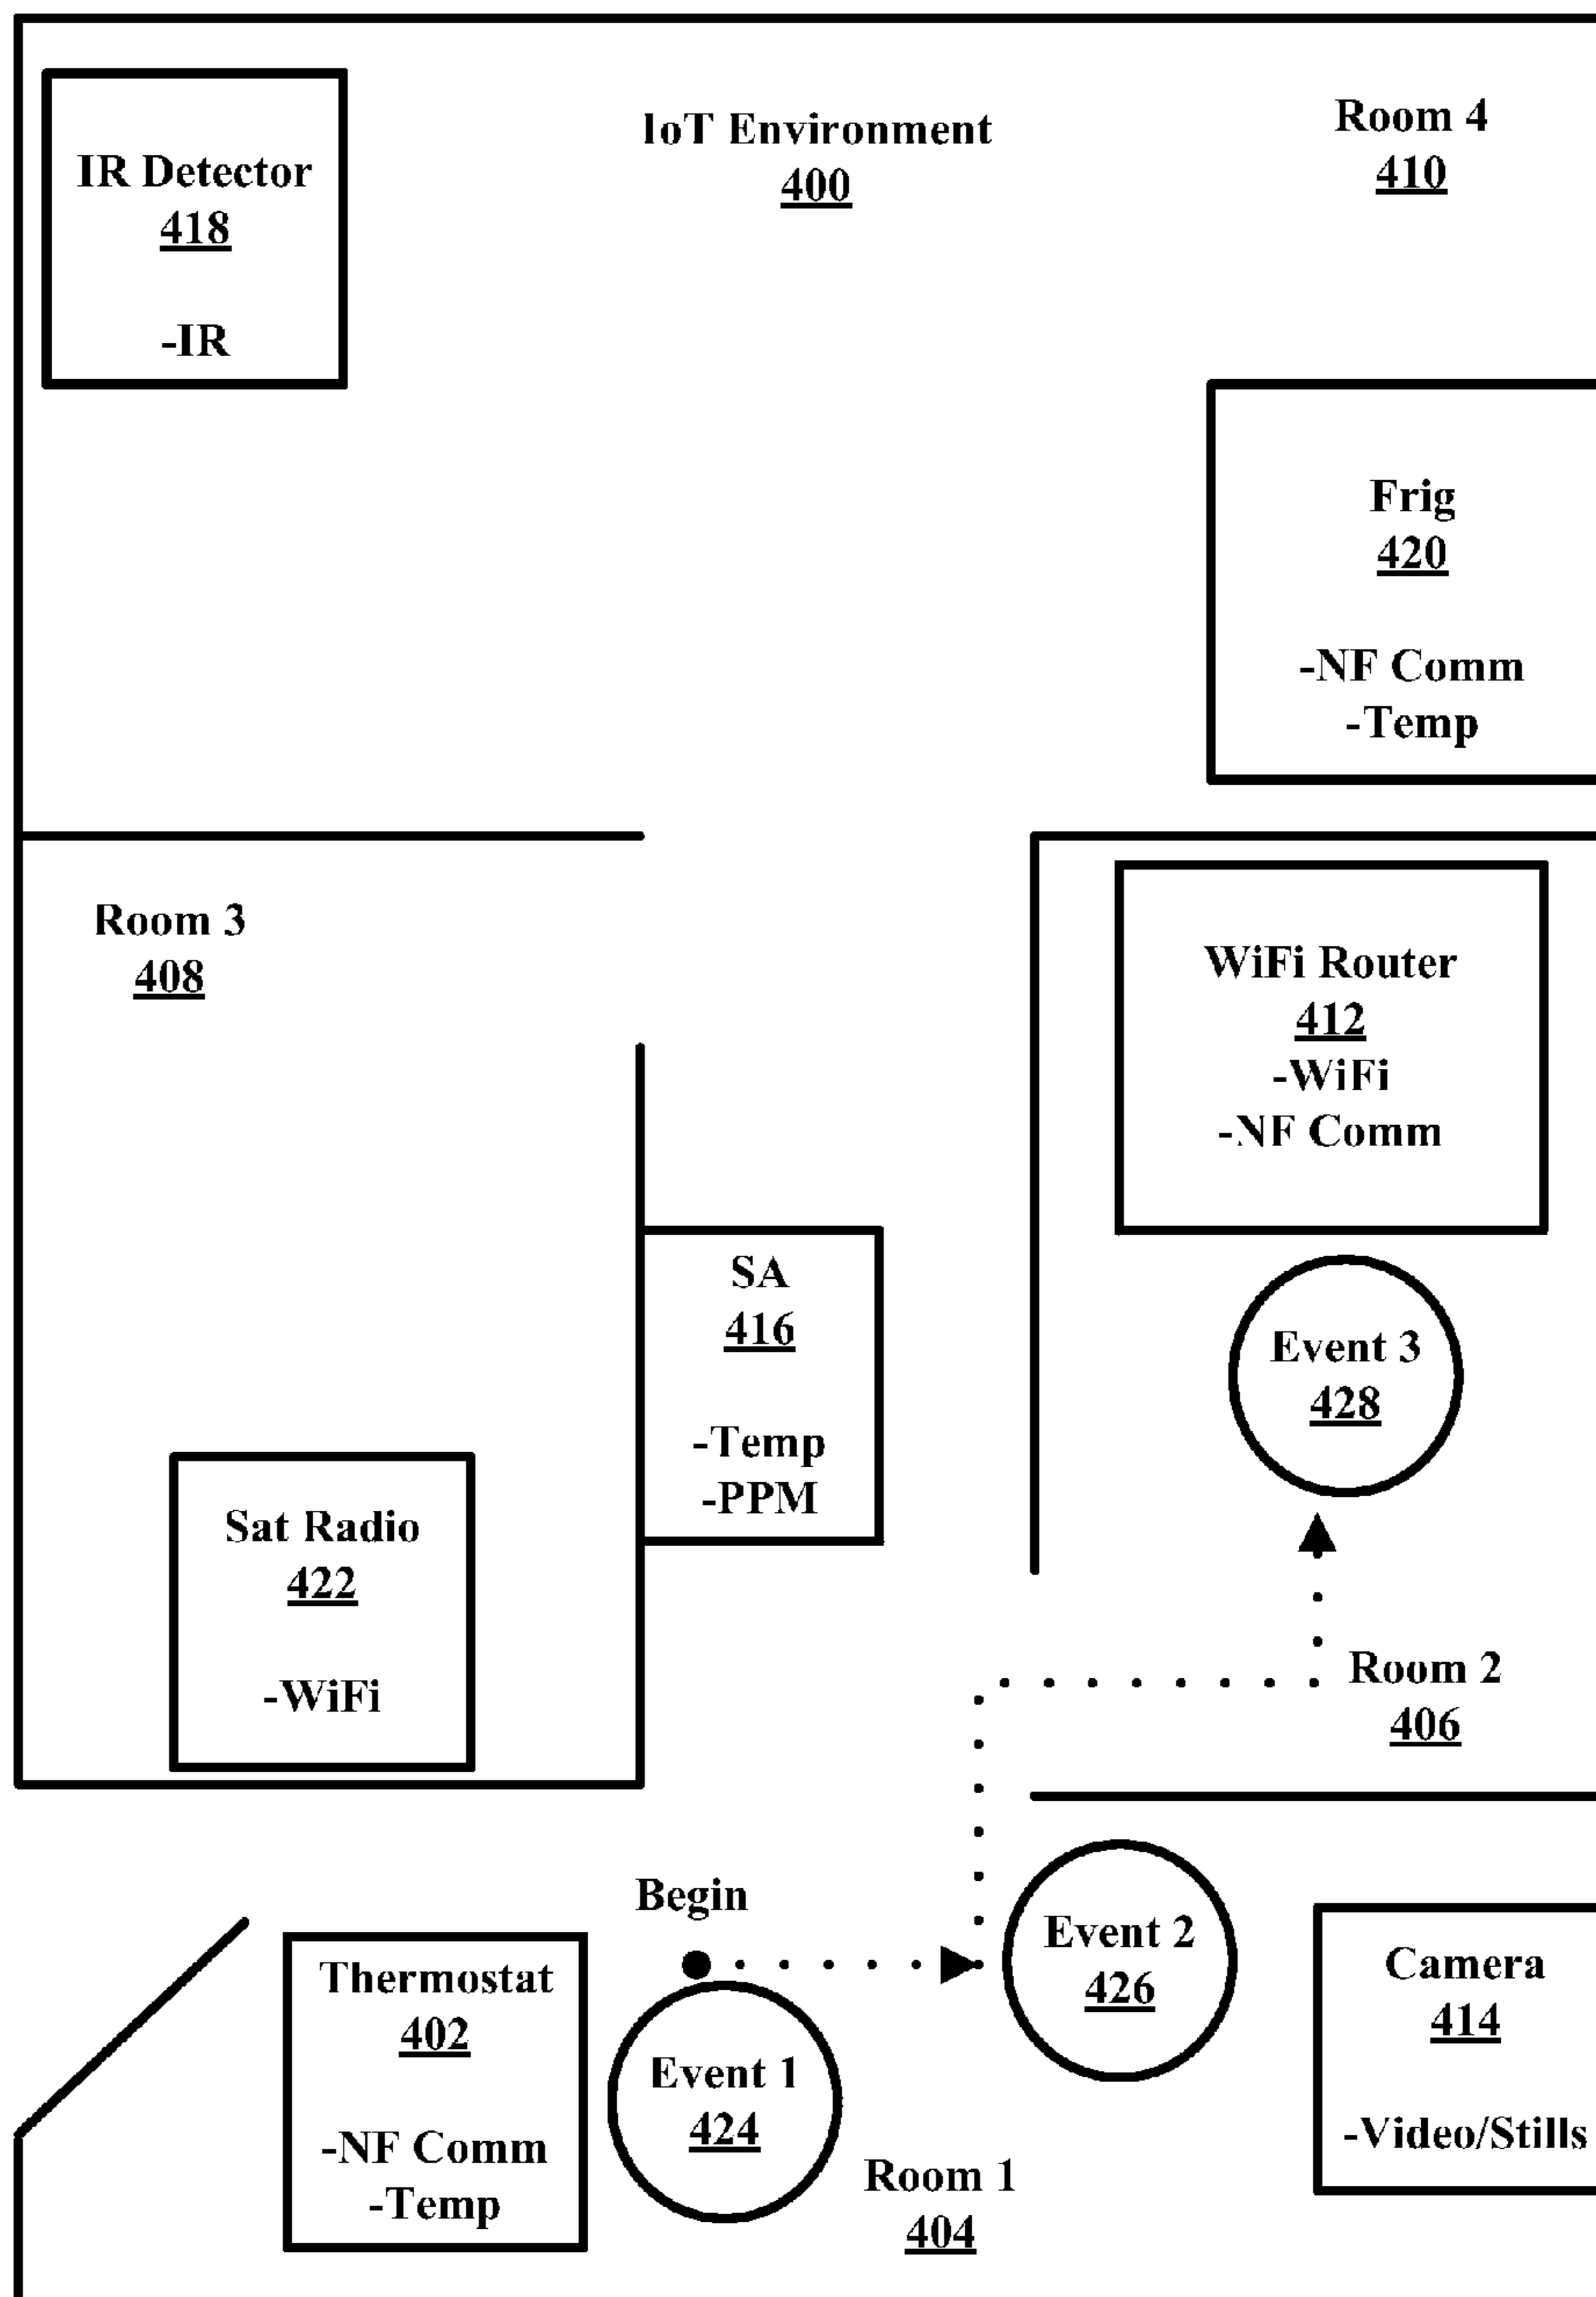 IoT Environment
400
Room 4
410
IR Detector
418
-IR
Frig
420
-NF Comm
-Temp
Room 3
408
WiFi Router
412
-WiFi
-NF Comm
SA
416
-Temp
-PPM
Event 3
428
Sat Radio
422
-WiFi
Room 2
406
Begin
Event 2
426
Camera
414
-Video/Stills
Thermostat
402
-NF Comm
-Temp
Event 1
424
Room 1
404